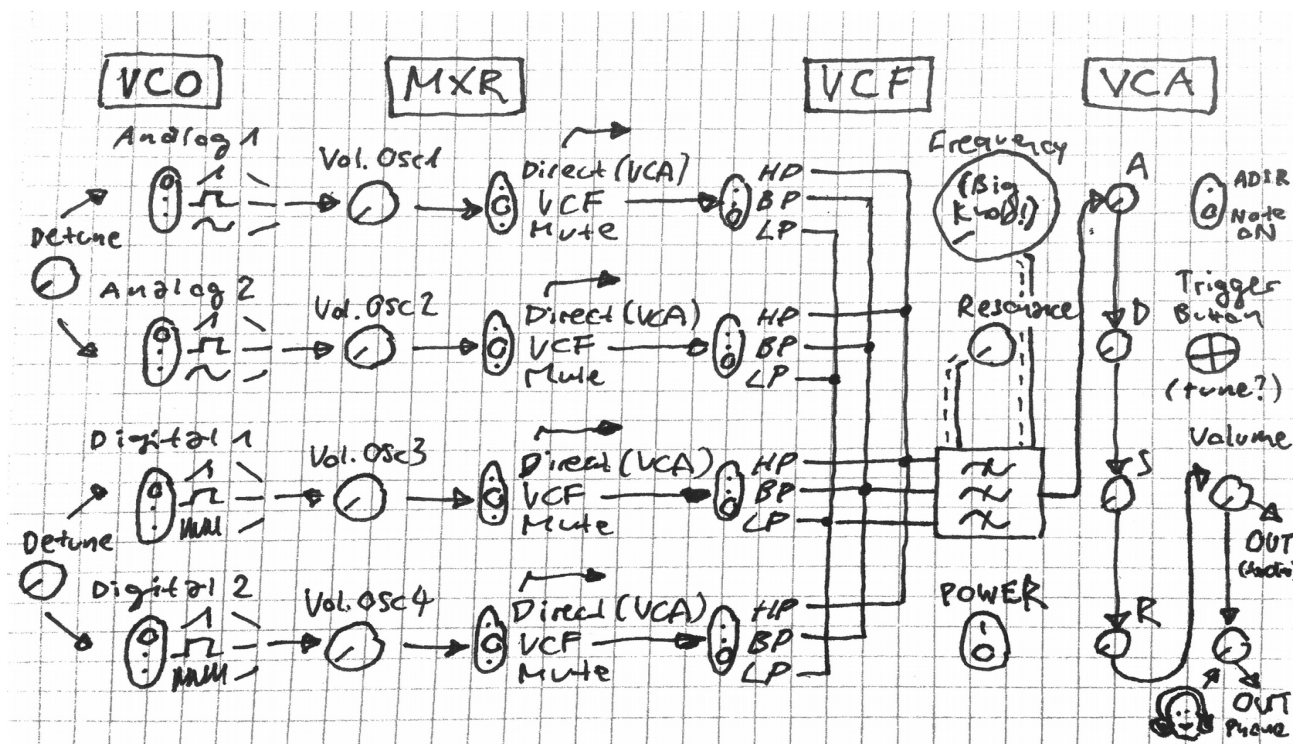 VCO
MXR
VCF
VCA
Analog 1
Vol. Osc1
Direct (VCA)
VCF
Mute
HP
BP
LP
Frequency
(Big
Knob!)
A
ADSR
Note
ON
Detune
Analog 2
Vol. Osc2
Direct (VCA)
VCF
Mute
HP
BP
LP
Resonance
D
Trigger
Button
(tune?)
Digital 1
Vol. Osc3
Direct (VCA)
VCF
Mute
HP
BP
LP
S
Volume
OUT
Detune
Digital 2
Vol. Osc4
Direct (VCA)
VCF
Mute
HP
BP
LP
POWER
R
OUT
Phone